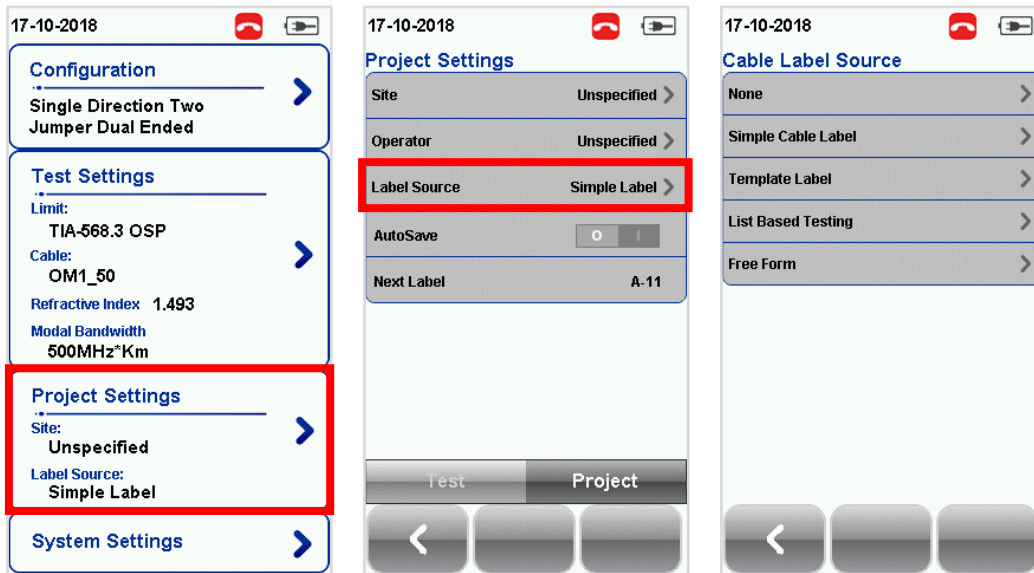 17-10-2018
Configuration
Single Direction Two
Jumper Dual Ended
Test Settings
Limit:
TIA-568.3 OSP
Cable:
OM1_50
Refractive Index 1.493
Modal Bandwidth
500MHz*Km
Project Settings
Site:
Unspecified
Label Source:
Simple Label
System Settings
17-10-2018
Project Settings
Site Unspecified
Operator Unspecified
Label Source Simple Label
AutoSave O I
Next Label A-11
Test Project
17-10-2018
Cable Label Source
None
Simple Cable Label
Template Label
List Based Testing
Free Form